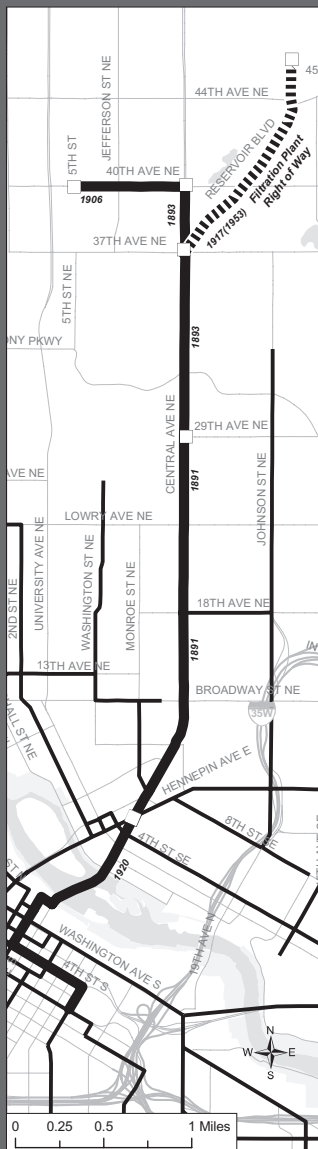 45
44TH AVE NE
JEFFERSON ST NE
RESERVOIR BLVD
5TH ST
40TH AVE NE
1906
1893
Filtration Plant
Right of Way
1917(1953)
37TH AVE NE
5TH ST NE
1893
NY PKWY
CENTRAL AVE NE
29TH AVE NE
JOHNSON ST NE
1891
AVE NE
LOWRY AVE NE
2ND ST NE
UNIVERSITY AVE NE
WASHINGTON ST NE
MONROE ST NE
18TH AVE NE
1891
13TH AVE NE
BROADWAY ST NE
35W
HENNEPIN AVE E
8TH ST SE
4TH ST SE
1920
19TH AVE N
WASHINGTON AVE S
4TH ST S
N
W E
S
0 0.25 0.5 1 Miles